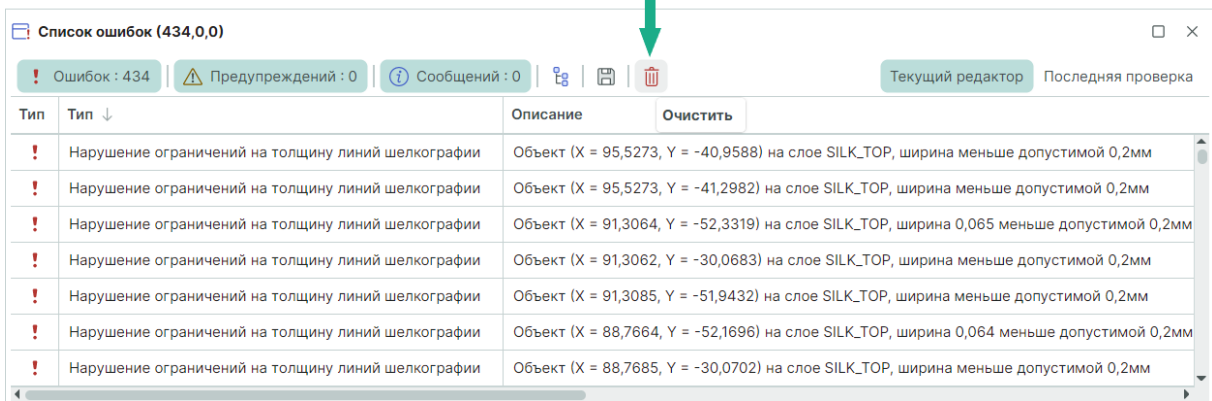 Список ошибок (434,0,0)
Ошибок : 434 Предупреждений : 0 Сообщений : 0 Текущий редактор Последняя проверка
Тип Тип ↓ Описание Очистить
Нарушение ограничений на толщину линий шелкографии Объект (X = 95,5273, Y = -40,9588) на слое SILK_TOP, ширина меньше допустимой 0,2мм
Нарушение ограничений на толщину линий шелкографии Объект (X = 95,5273, Y = -41,2982) на слое SILK_TOP, ширина меньше допустимой 0,2мм
Нарушение ограничений на толщину линий шелкографии Объект (X = 91,3064, Y = -52,3319) на слое SILK_TOP, ширина 0,065 меньше допустимой 0,2мм
Нарушение ограничений на толщину линий шелкографии Объект (X = 91,3062, Y = -30,0683) на слое SILK_TOP, ширина меньше допустимой 0,2мм
Нарушение ограничений на толщину линий шелкографии Объект (X = 91,3085, Y = -51,9432) на слое SILK_TOP, ширина меньше допустимой 0,2мм
Нарушение ограничений на толщину линий шелкографии Объект (X = 88,7664, Y = -52,1696) на слое SILK_TOP, ширина 0,064 меньше допустимой 0,2мм
Нарушение ограничений на толщину линий шелкографии Объект (X = 88,7685, Y = -30,0702) на слое SILK_TOP, ширина меньше допустимой 0,2мм